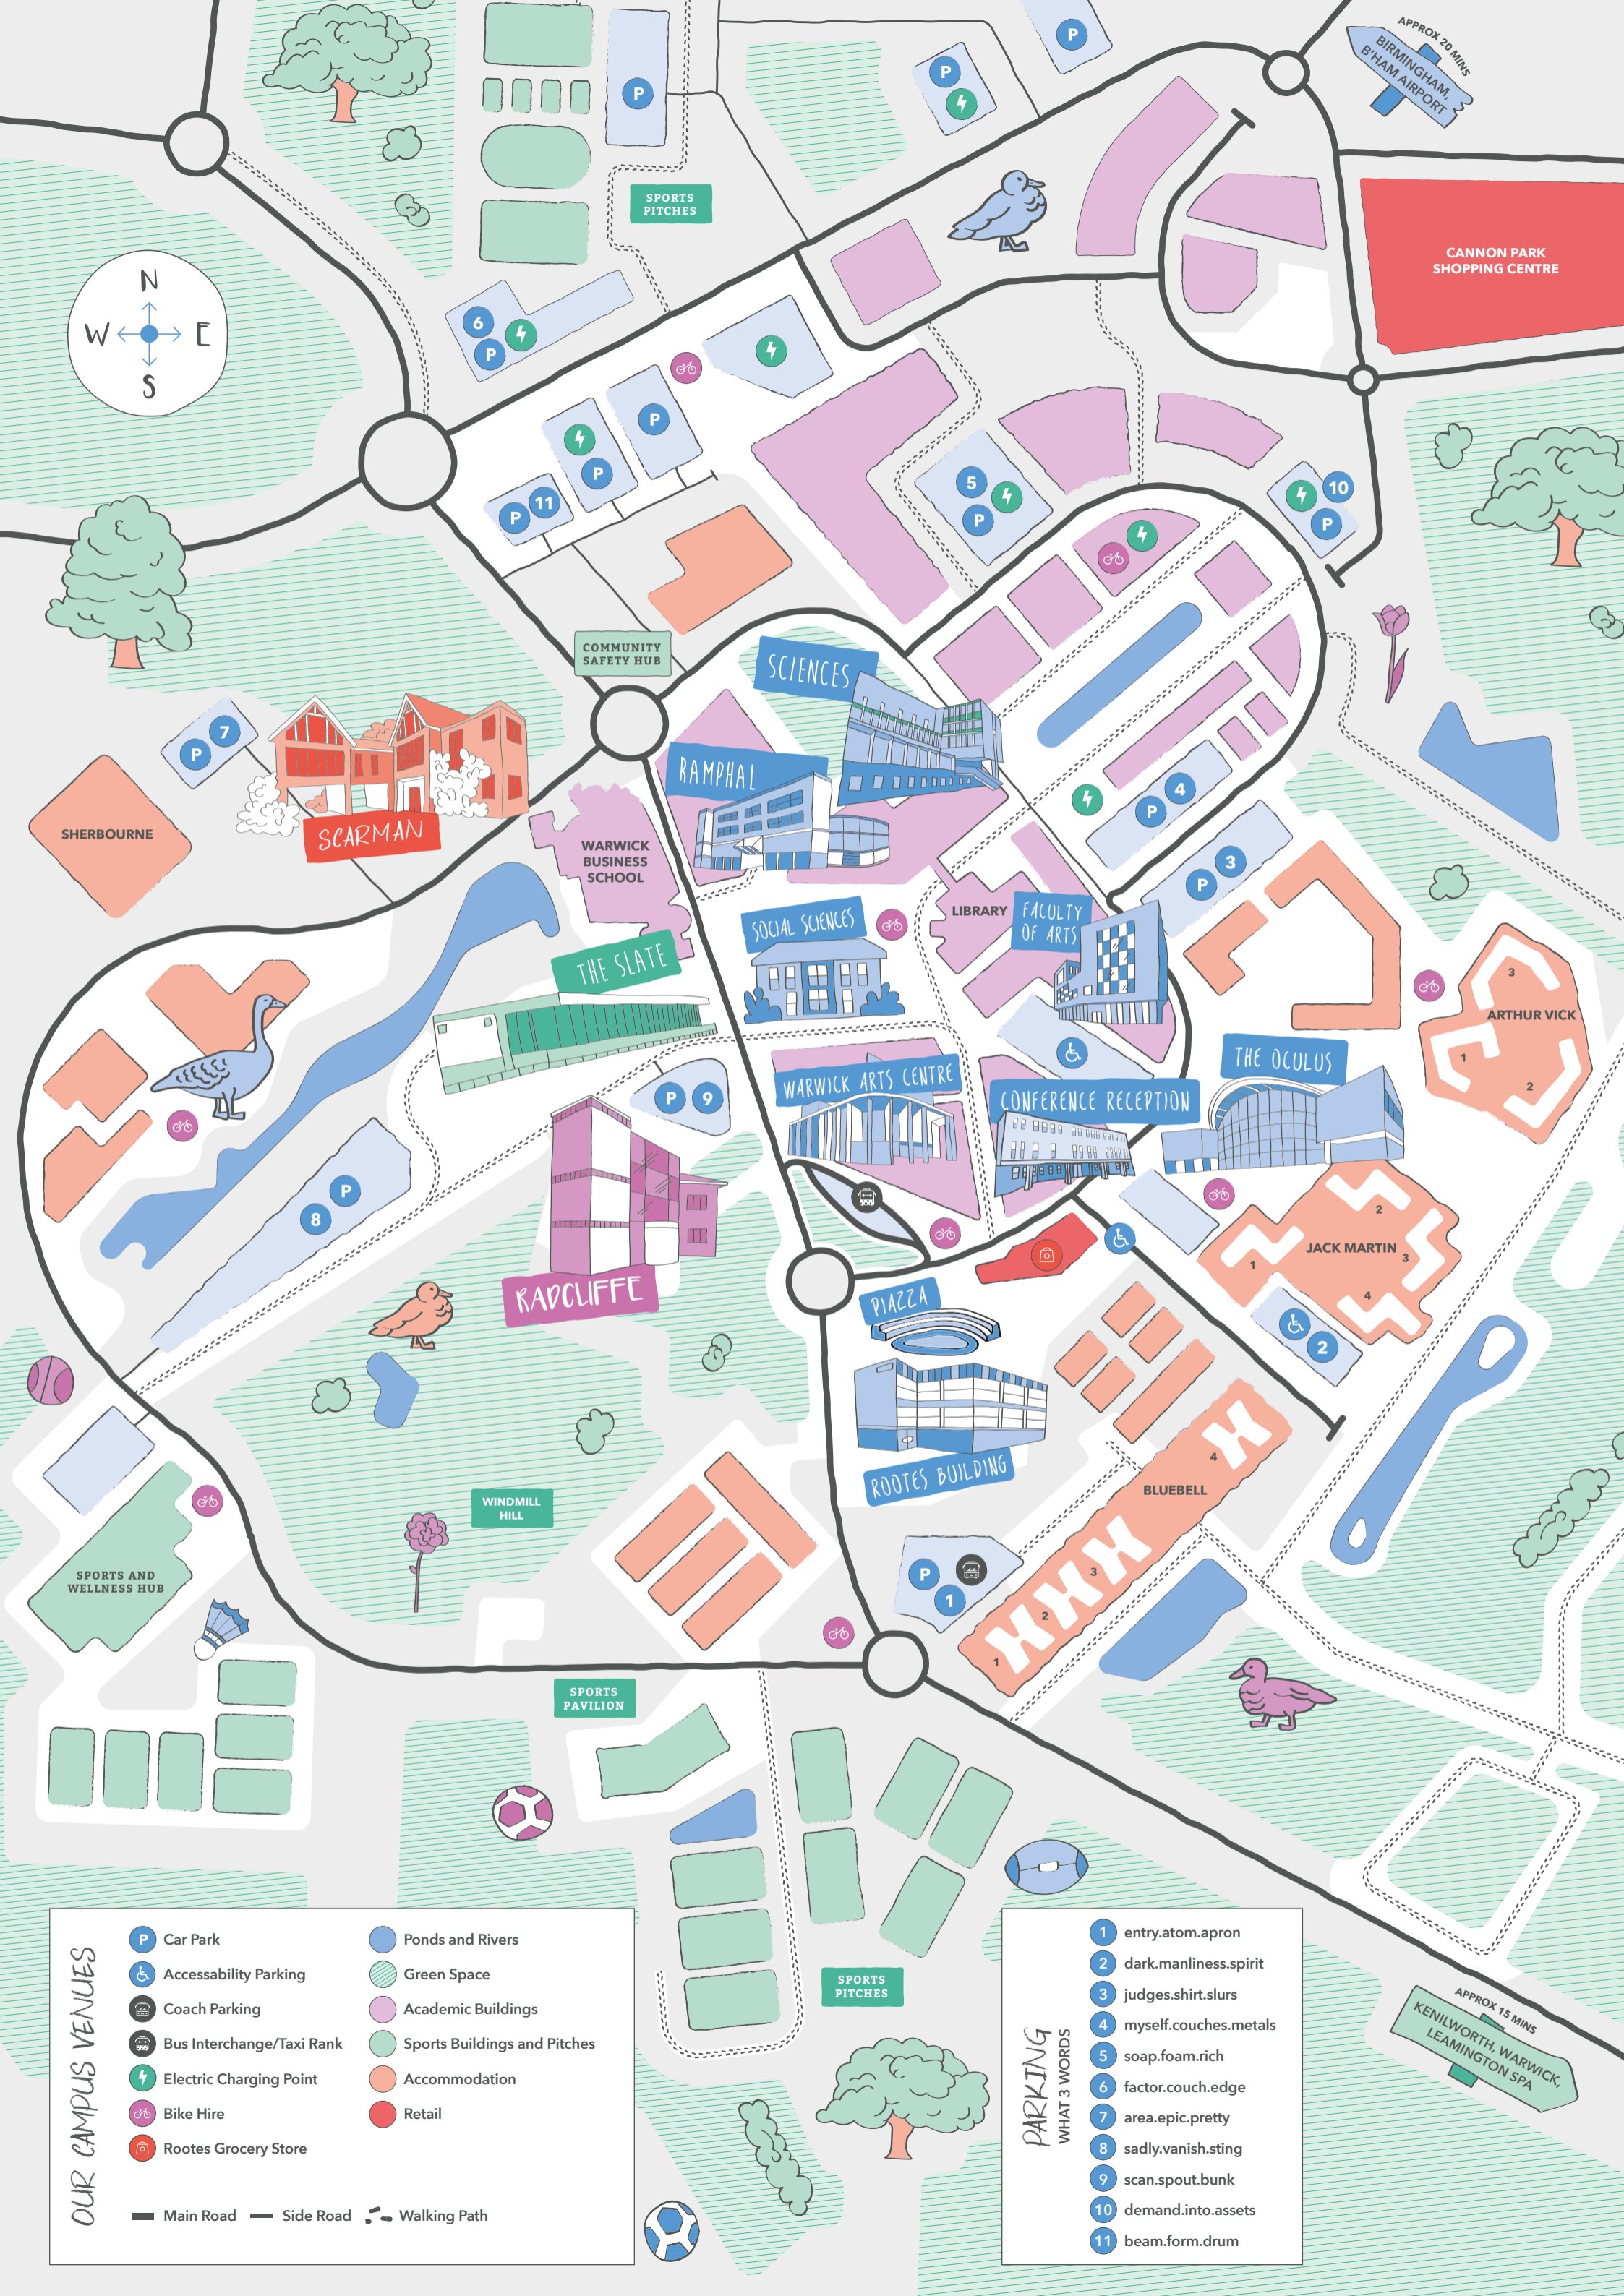 APPROX 20 MINS
BIRMINGHAM,
B'HAM AIRPORT
P
P
P
SPORTS
PITCHES
CANNON PARK
SHOPPING CENTRE
N
W
E
S
6
P
P
P
P
11
5
P
10
P
COMMUNITY
SAFETY HUB
SCIENCES
7
P
RAMPHAL
4
P
SHERBOURNE
SCARMAN
WARWICK
BUSINESS
SCHOOL
3
P
LIBRARY
FACULTY
OF ARTS
SOCIAL SCIENCES
THE SLATE
3
ARTHUR VICK
1
2
THE OCULUS
WARWICK ARTS CENTRE
CONFERENCE RECEPTION
P
9
P
8
2
JACK MARTIN
3
1
4
2
RADCLIFFE
PIAZZA
ROOTES BUILDING
4
BLUEBELL
3
2
1
WINDMILL
HILL
P
1
SPORTS AND
WELLNESS HUB
SPORTS
PAVILION
SPORTS
PITCHES
APPROX 15 MINS
KENILWORTH, WARWICK,
LEAMINGTON SPA
OUR CAMPUS VENUES
P Car Park
Accessability Parking
Coach Parking
Bus Interchange/Taxi Rank
Electric Charging Point
Bike Hire
Rootes Grocery Store
Ponds and Rivers
Green Space
Academic Buildings
Sports Buildings and Pitches
Accommodation
Retail
Main Road
Side Road
Walking Path
PARKING
WHAT 3 WORDS
1 entry.atom.apron
2 dark.manliness.spirit
3 judges.shirt.slurs
4 myself.couches.metals
5 soap.foam.rich
6 factor.couch.edge
7 area.epic.pretty
8 sadly.vanish.sting
9 scan.spout.bunk
10 demand.into.assets
11 beam.form.drum